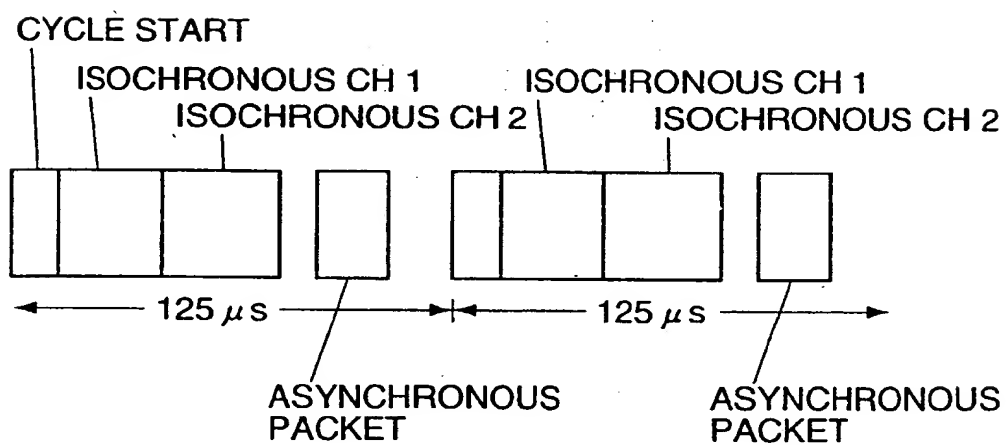 CYCLE START
ISOCHRONOUS CH 1
ISOCHRONOUS CH 2
ISOCHRONOUS CH 1
ISOCHRONOUS CH 2
125 μs
125 μs
ASYNCHRONOUS
PACKET
ASYNCHRONOUS
PACKET